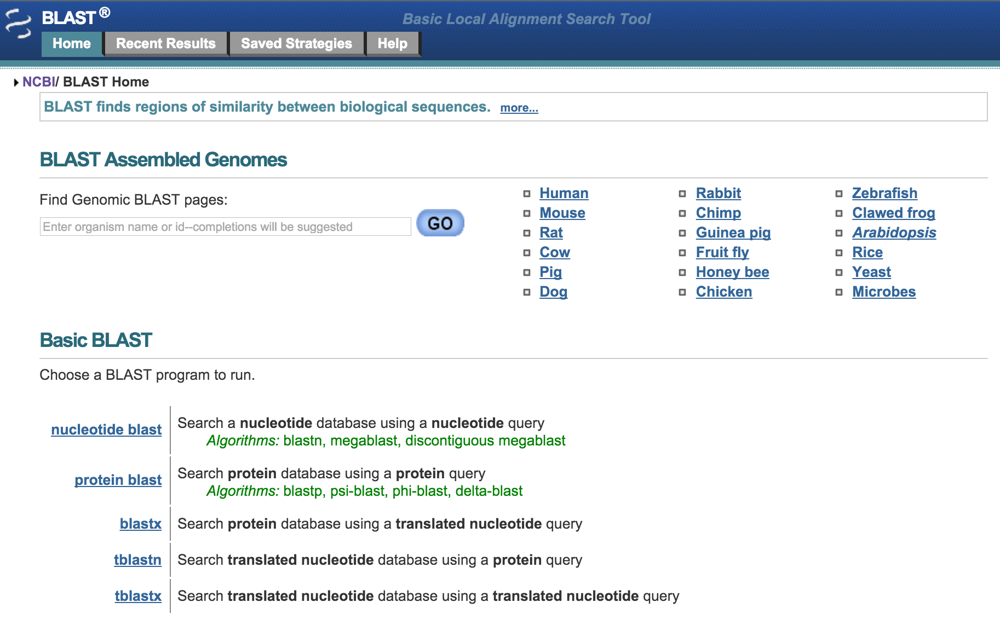 BLAST®
Basic Local Alignment Search Tool
Home Recent Results Saved Strategies Help
NCBI/ BLAST Home
BLAST finds regions of similarity between biological sequences. more...
BLAST Assembled Genomes
Find Genomic BLAST pages:
Enter organism name or id--completions will be suggested
GO
Human
Mouse
Rat
Cow
Pig
Dog
Rabbit
Chimp
Guinea pig
Fruit fly
Honey bee
Chicken
Zebrafish
Clawed frog
Arabidopsis
Rice
Yeast
Microbes
Basic BLAST
Choose a BLAST program to run.
nucleotide blast
Search a nucleotide database using a nucleotide query
Algorithms: blastn, megablast, discontiguous megablast
protein blast
Search protein database using a protein query
Algorithms: blastp, psi-blast, phi-blast, delta-blast
blastx
Search protein database using a translated nucleotide query
tblastn
Search translated nucleotide database using a protein query
tblastx
Search translated nucleotide database using a translated nucleotide query